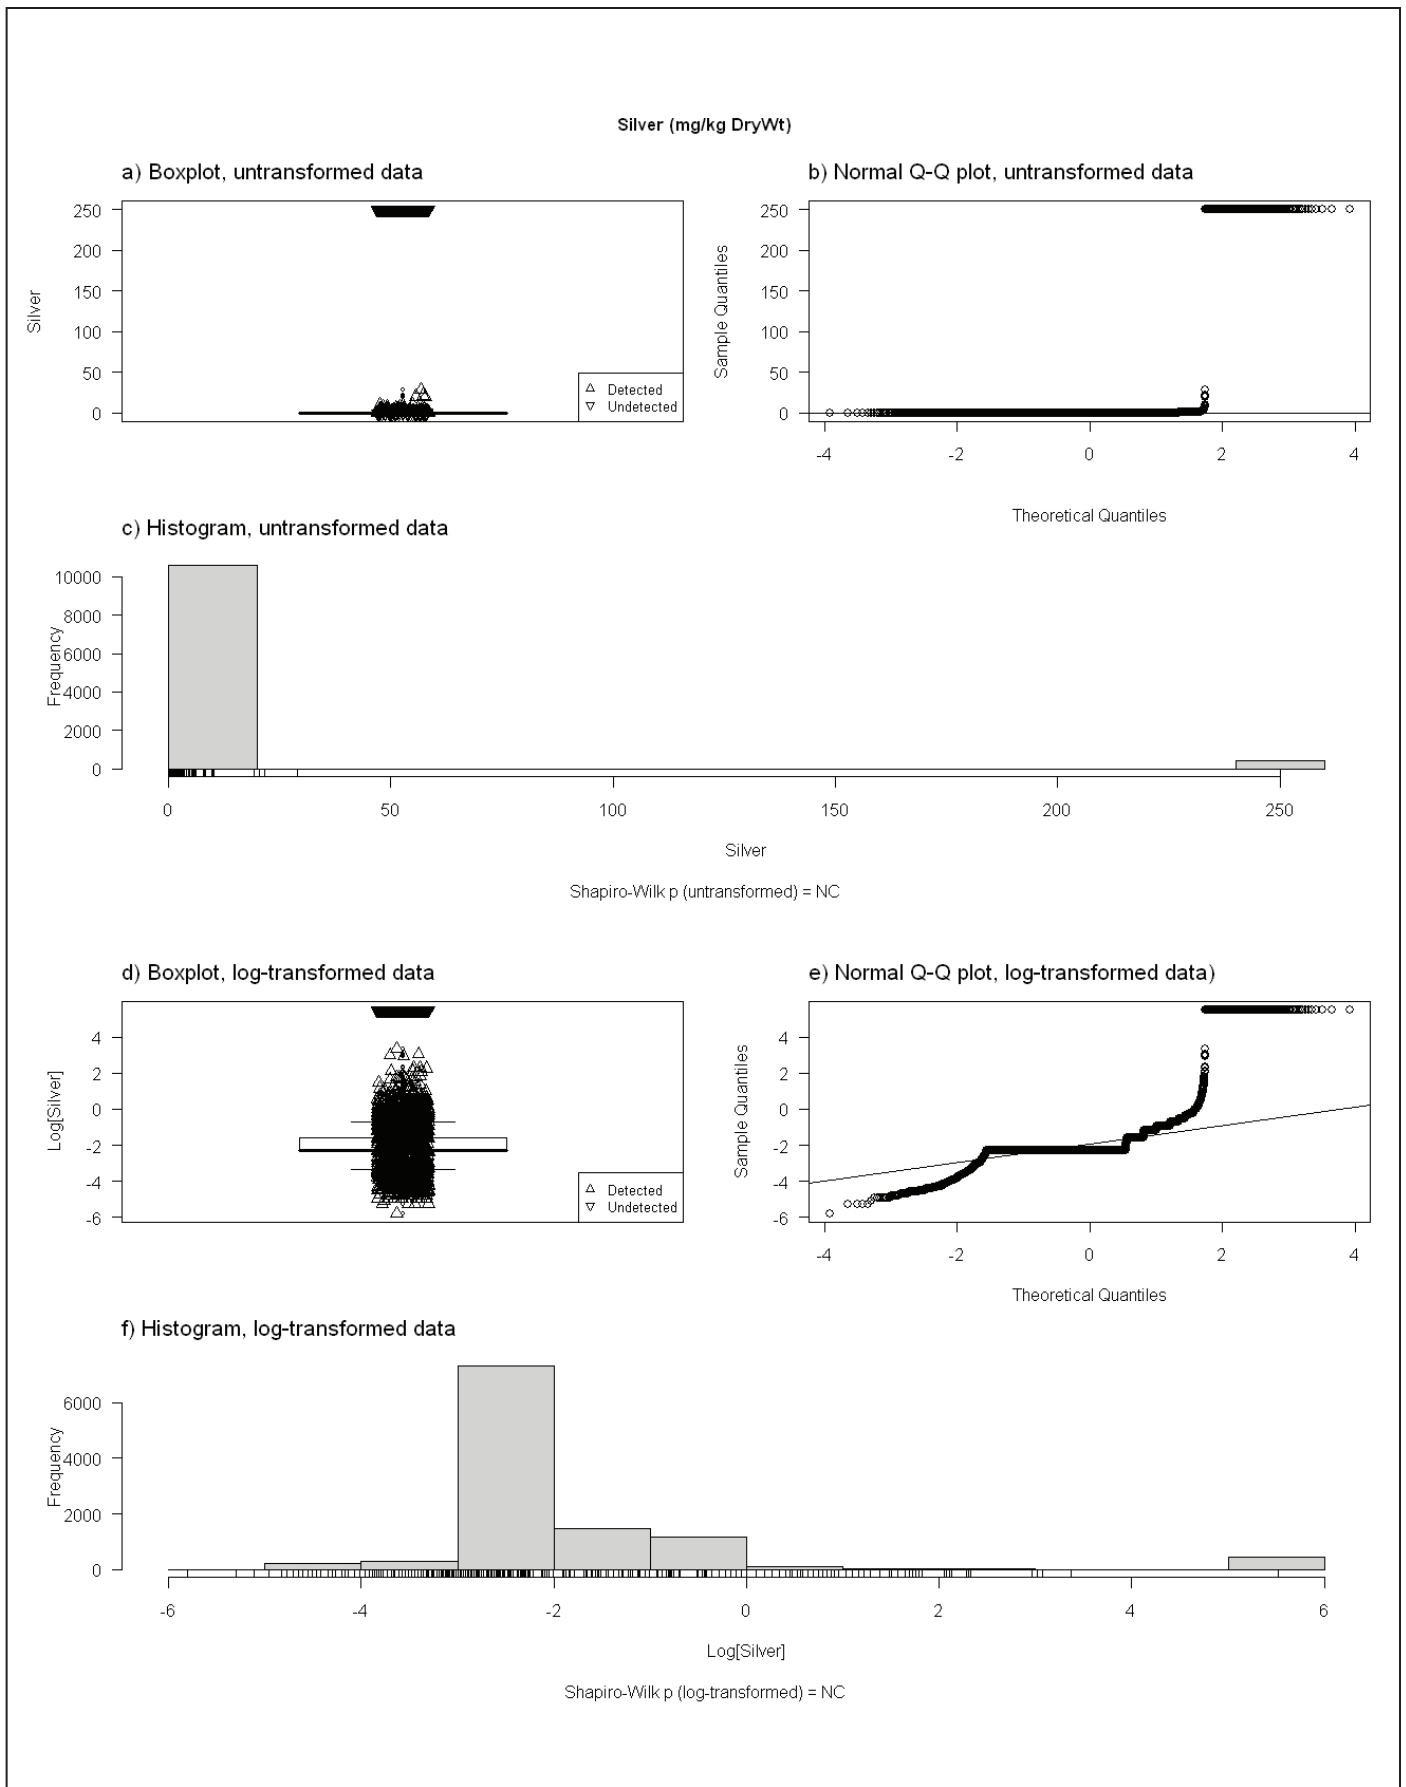 Silver (mg/kg DryWt)
a) Boxplot, untransformed data
Silver
250
200
150
100
50
0
Detected
Undetected
b) Normal Q-Q plot, untransformed data
Sample Quantiles
250
200
150
100
50
0
-4 -2 0 2 4
Theoretical Quantiles
c) Histogram, untransformed data
Frequency
10000
8000
6000
4000
2000
0
0 50 100 150 200 250
Silver
Shapiro-Wilk p (untransformed) = NC
d) Boxplot, log-transformed data
Log[Silver]
4
2
0
-2
-4
-6
Detected
Undetected
e) Normal Q-Q plot, log-transformed data)
Sample Quantiles
4
2
0
-2
-4
-6
-4 -2 0 2 4
Theoretical Quantiles
f) Histogram, log-transformed data
Frequency
6000
4000
2000
0
-6 -4 -2 0 2 4 6
Log[Silver]
Shapiro-Wilk p (log-transformed) = NC